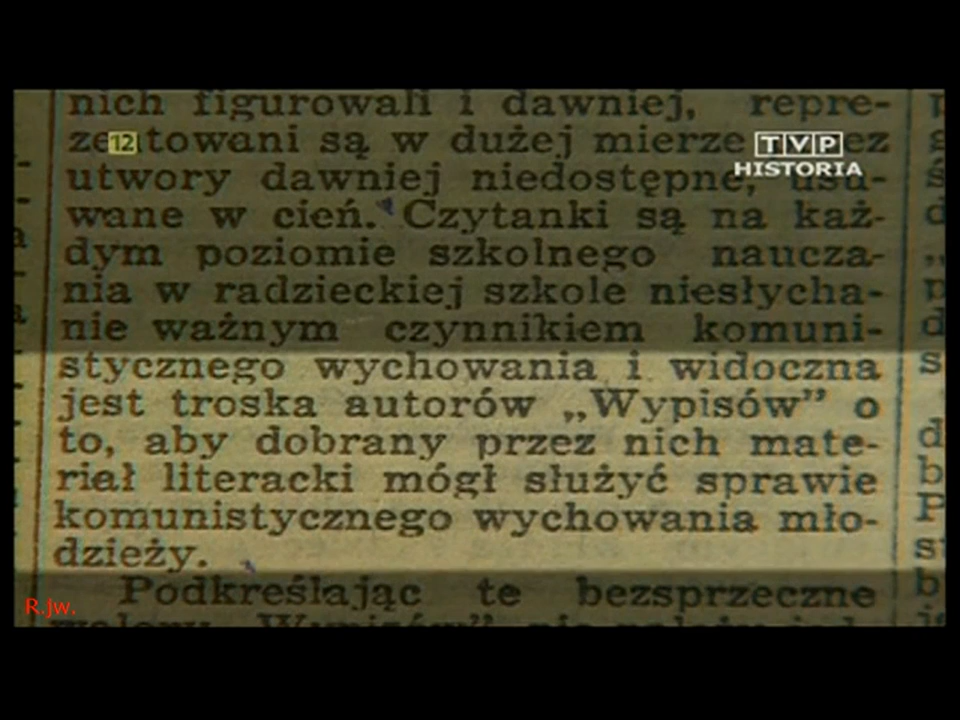 nich figurowali i dawniej, repre-
towani są w dużej mierze
utwory dawniej niedostępne, usu-
wane w cień. Czytanki są na każ-
dym poziomie szkolnego naucza-
nia w radzieckiej szkole niesłycha-
nie ważnym czynnikiem komuni-
stycznego wychowania i widoczna
jest troska autorów „Wypisów” o
to, aby dobrany przez nich mate-
riał literacki mógł służyć sprawie
komunistycznego wychowania mło-
dzieży.
Podkreślając te bezsprzeczne
12
TVP
HISTORIA
R.jw.